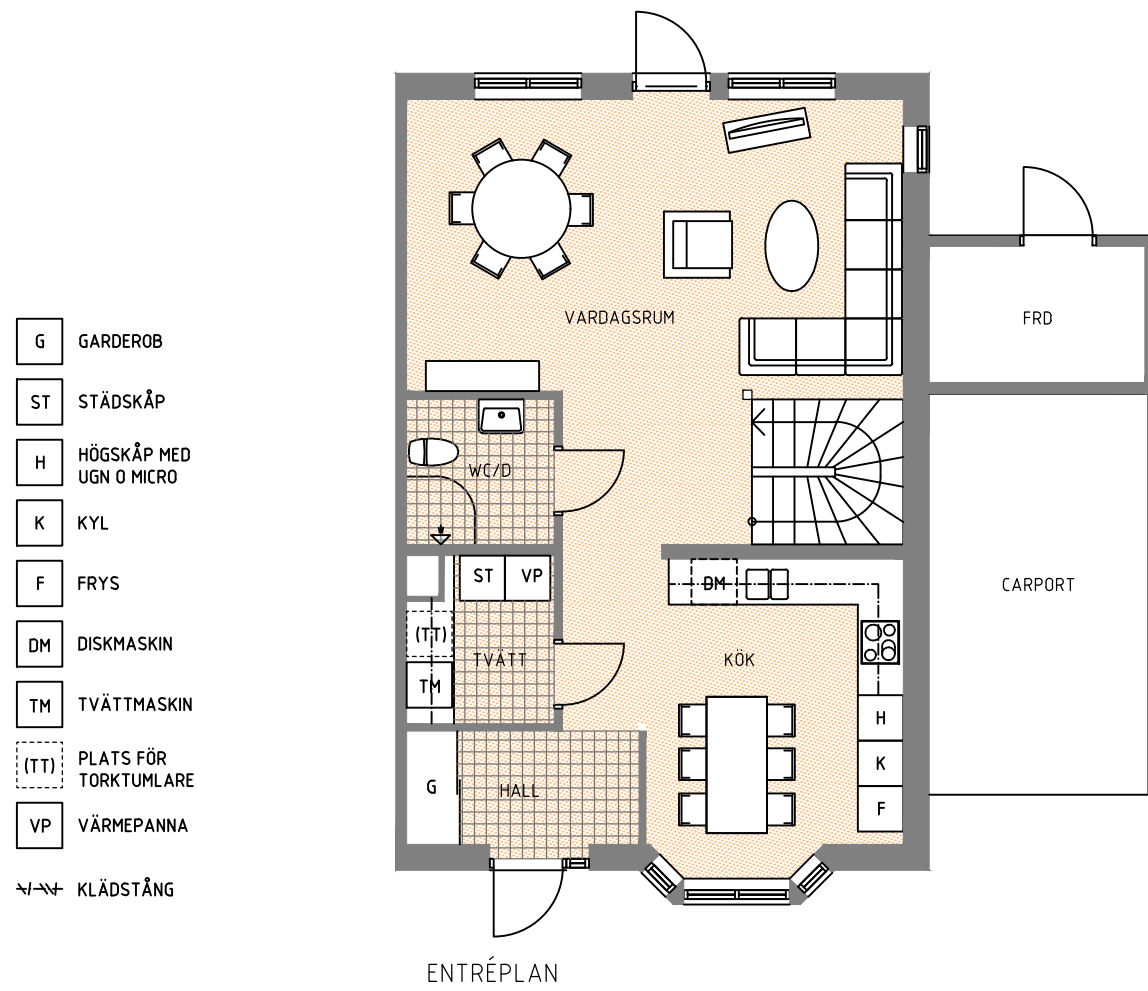 G GARDEROB
ST STÄDSKÅP
H HÖGSKÅP MED
UGN O MICRO
K KYL
F FRYS
DM DISKMASKIN
TM TVÄTTMASKIN
(TT) PLATS FÖR
TORKTUMLARE
VP VÄRMEPANNA
KLÄDSTÅNG
VARDAGSRUM
FRD
WC/D
ST
VP
DM
CARPORT
(TT)
TVÄTT
KÖK
TM
H
K
F
G
HALL
ENTRÉPLAN